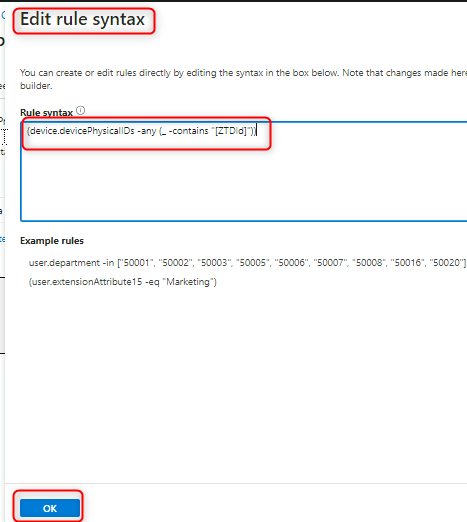 Edit rule syntax
You can create or edit rules directly by editing the syntax in the box below. Note that changes made here
builder.
Rule syntax
(device.devicePhysicalIDs -any (_ -contains "[ZTDId]"))
Example rules
user.department -in ["50001", "50002", "50003", "50005", "50006", "50007", "50008", "50016", "50020"]
(user.extensionAttribute15 -eq "Marketing")
OK